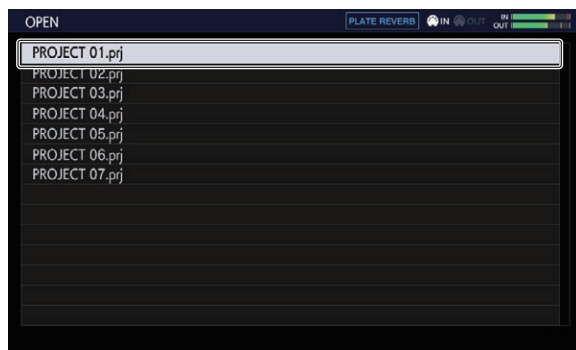 OPEN PLATE REVERB IN OUT IN OUT
PROJECT 01.prj
PROJECT 02.prj
PROJECT 03.prj
PROJECT 04.prj
PROJECT 05.prj
PROJECT 06.prj
PROJECT 07.prj